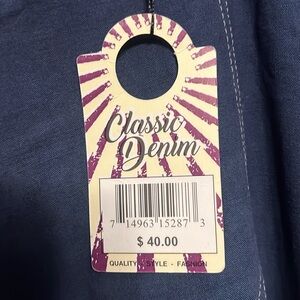 Classic
Denim
7 14963 15287 3
$ 40.00
QUALITY - STYLE - FASHION